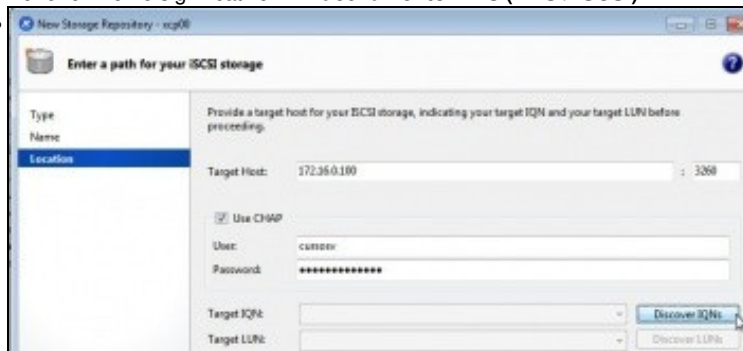 New Storage Repository - xcp00
Enter a path for your iSCSI storage
Type
Name
Location
Provide a target host for your iSCSI storage, indicating your target IQN and your target LUN before
proceeding.
Target Host: 172.16.0.100 : 3260
Use CHAP
User:
Password: •••••••••••••
Target IQN: Discover IQNs
Target LUN: Discover LUNs